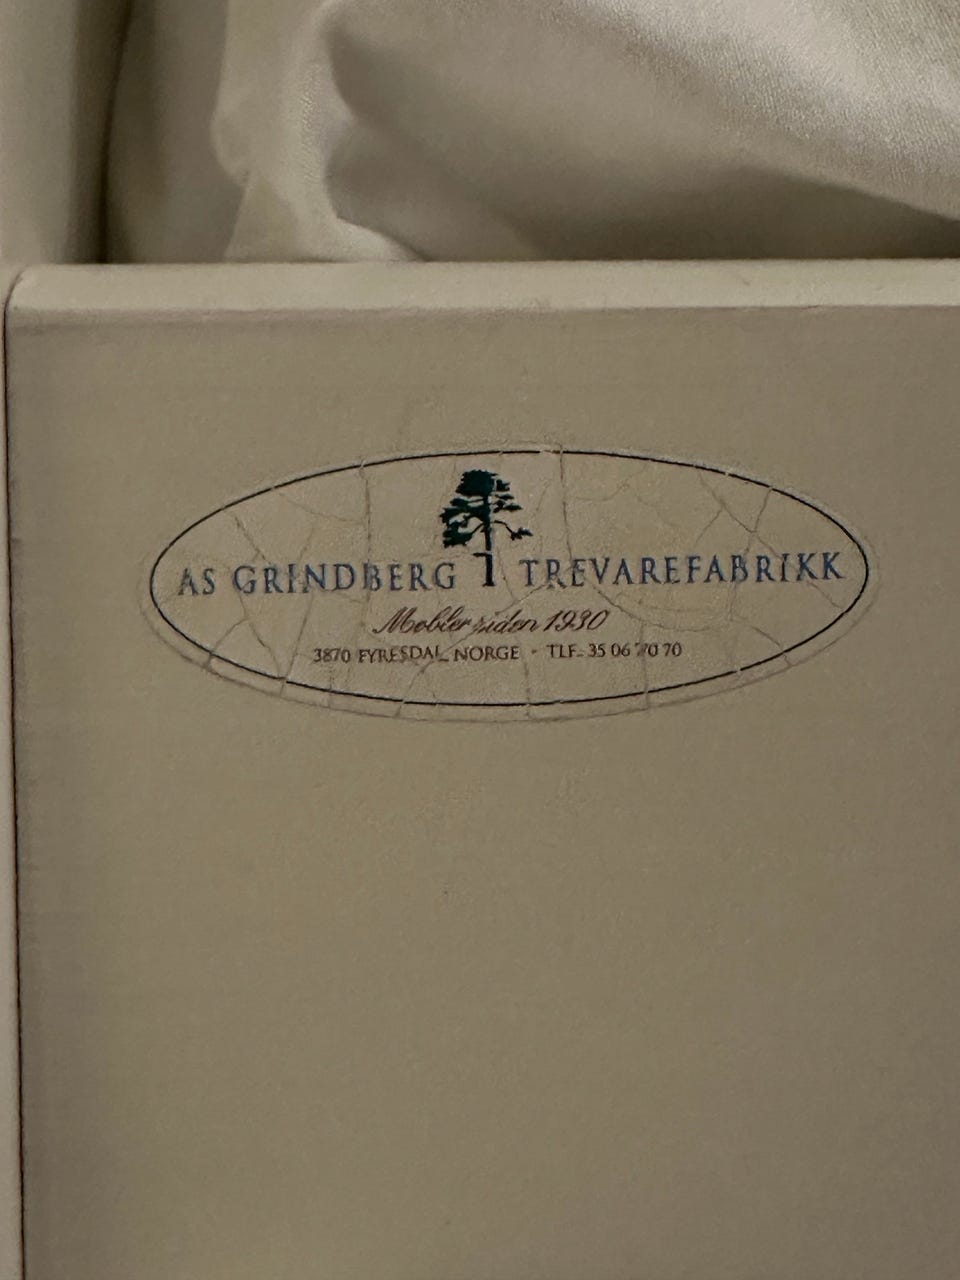 AS GRINDBERG TREVAREFABRIKK
Møbler siden 1930
3870 FYRESDAL, NORGE - TLF. 35 06 70 70